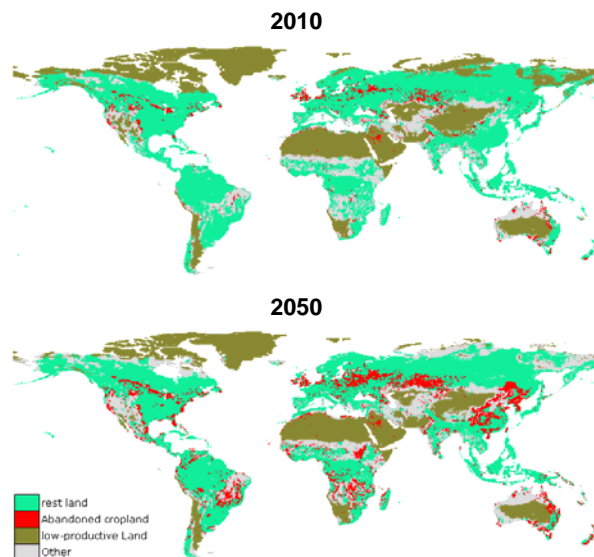 2010
2050
rest land
Abandoned cropland
low-productive Land
Other